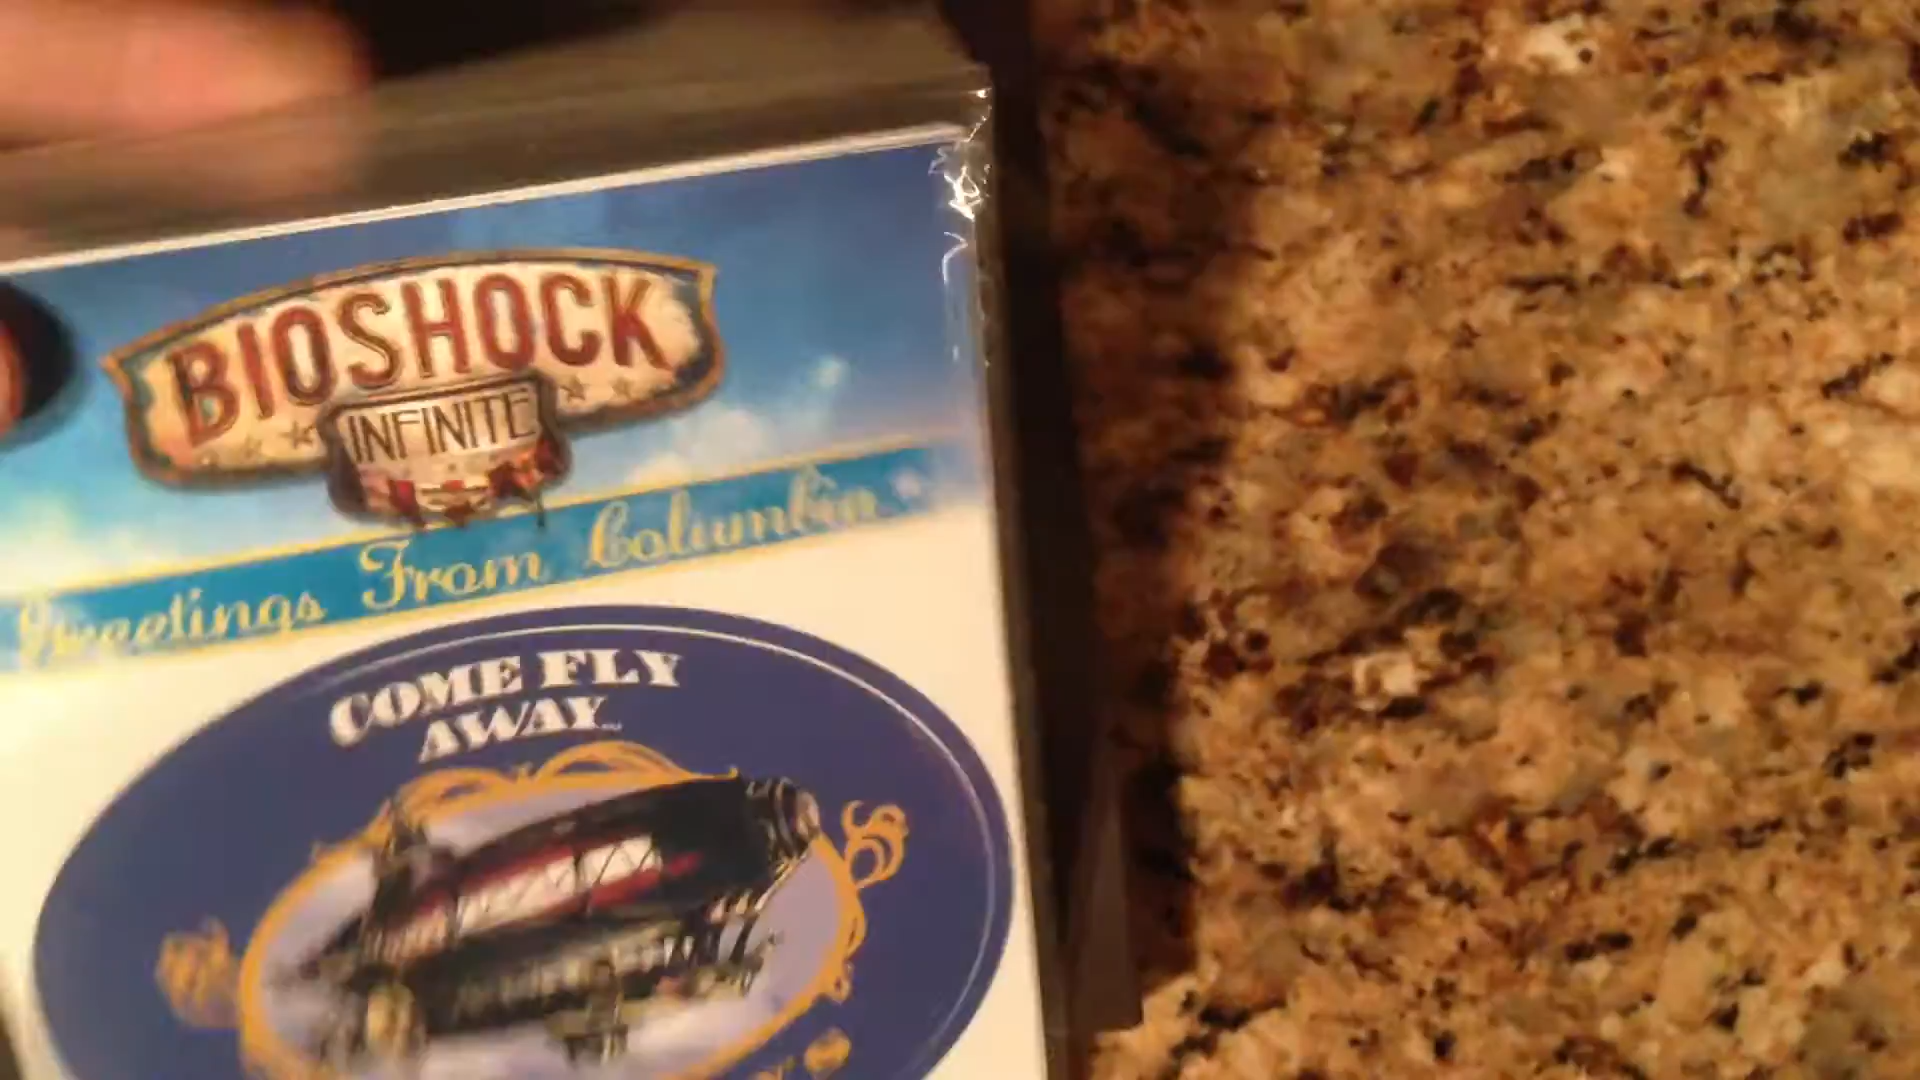 BIOSHOCK
INFINITE
Greetings From Columbia
COME FLY
AWAY